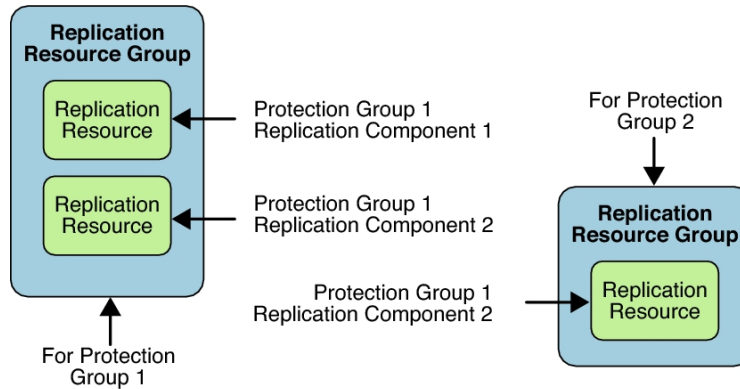 Replication
Resource Group
Replication
Resource
Protection Group 1
Replication Component 1
Replication
Resource
Protection Group 1
Replication Component 2
For Protection
Group 1
For Protection
Group 2
Replication
Resource Group
Protection Group 1
Replication Component 2
Replication
Resource